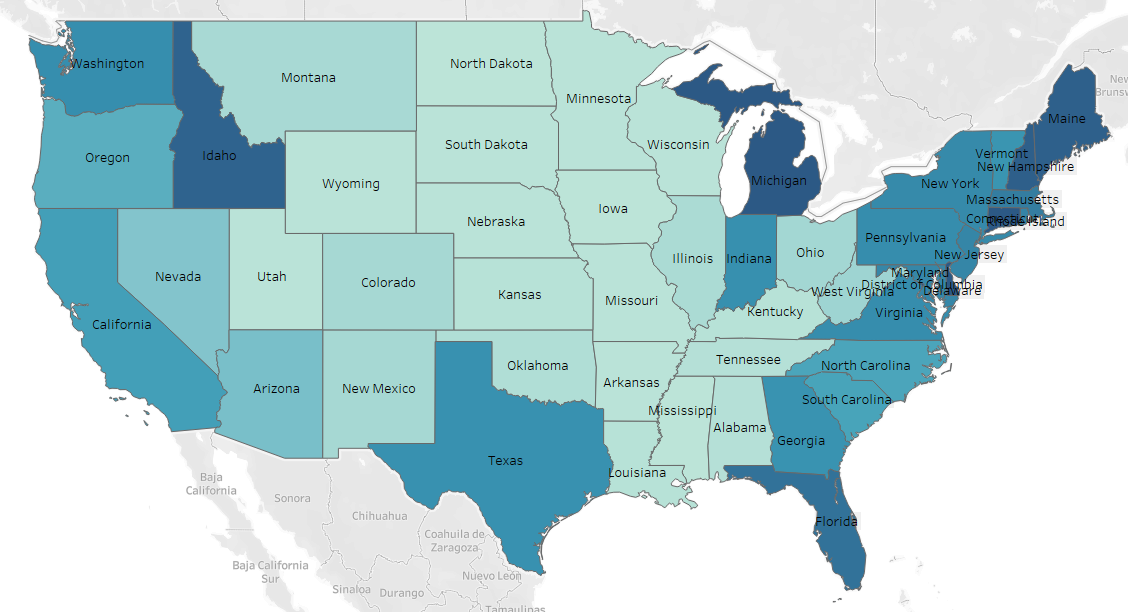 Washington
Montana
North Dakota
Minnesota
Maine
New
Brunsw
Oregon
Idaho
South Dakota
Wisconsin
Michigan
Vermont
New Hampshire
Wyoming
New York
Massachusetts
Iowa
Nebraska
Connecticut
Rhode Island
Pennsylvania
Nevada
Utah
Colorado
Kansas
Missouri
Illinois
Indiana
Ohio
New Jersey
Maryland
District of Columbia
West Virginia
Delaware
Kentucky
Virginia
California
Tennessee
North Carolina
Arizona
New Mexico
Oklahoma
Arkansas
South Carolina
Mississippi
Alabama
Georgia
Texas
Louisiana
Florida
Baja
California
Sonora
Chihuahua
Coahuila de
Zaragoza
Baja California
Sur
Sinaloa
Durango
Nuevo León
Tamaulipas